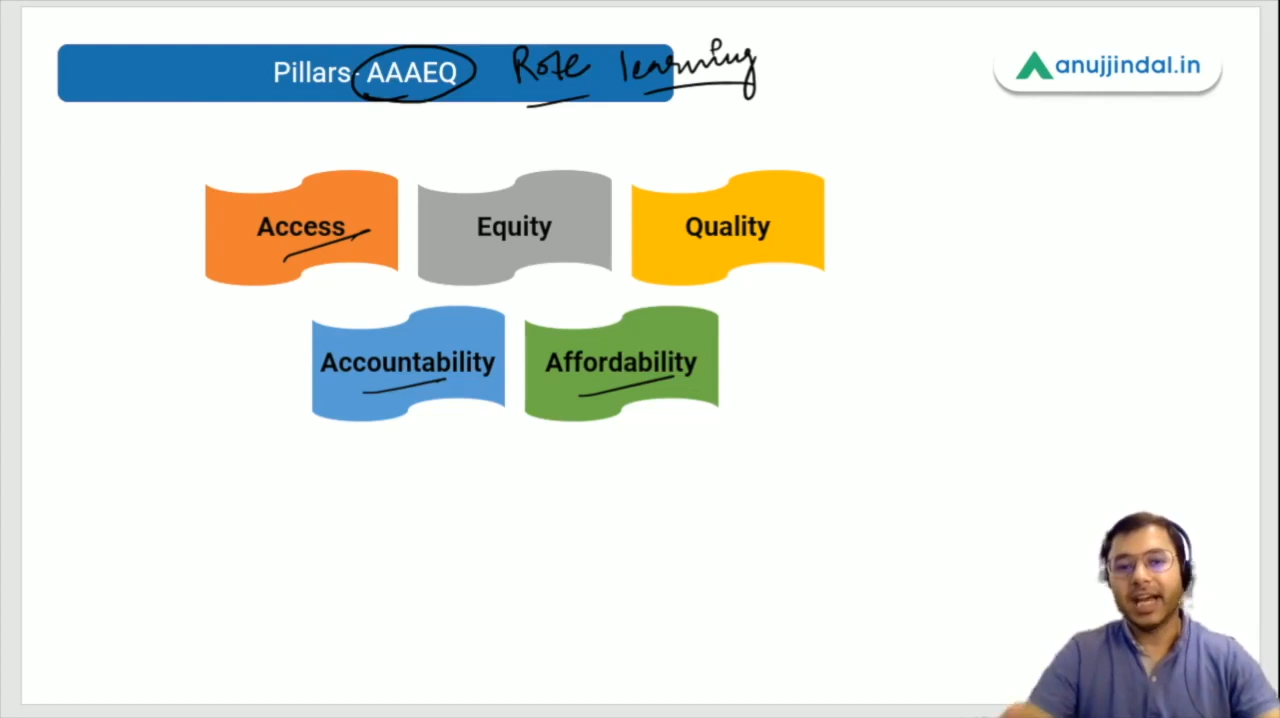 Pillars- AAAEQ Rote learning
anujjindal.in
Access
Equity
Quality
Accountability
Affordability